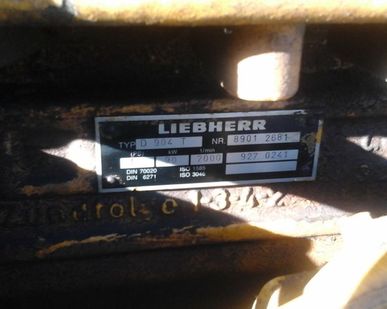 LIEBHERR
TYP D 904 T NR. 8901 2681
kW 1/min
2000 927 0241
DIN 70020 ISO 1585
DIN 6271 ISO 3046